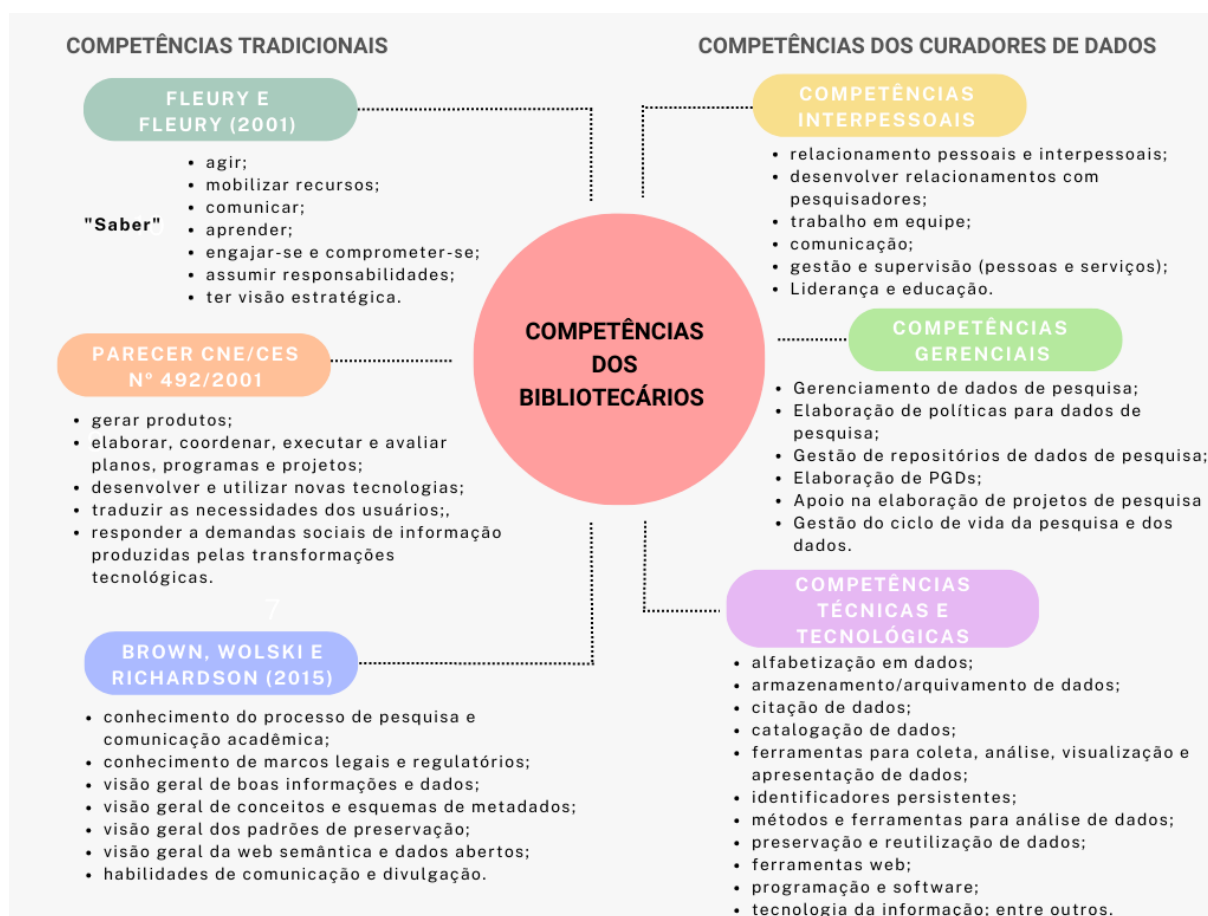 COMPETÊNCIAS TRADICIONAIS
FLEURY E
FLEURY (2001)
"Saber"
• agir;
• mobilizar recursos;
• comunicar;
• aprender;
• engajar-se e comprometer-se;
• assumir responsabilidades;
• ter visão estratégica.
PARECER CNE/CES
Nº 492/2001
• gerar produtos;
• elaborar, coordenar, executar e avaliar
planos, programas e projetos;
• desenvolver e utilizar novas tecnologias;
• traduzir as necessidades dos usuários;,
• responder a demandas sociais de informação
produzidas pelas transformações
tecnológicas.
7
BROWN, WOLSKI E
RICHARDSON (2015)
• conhecimento do processo de pesquisa e
comunicação acadêmica;
• conhecimento de marcos legais e regulatórios;
• visão geral de boas informações e dados;
• visão geral de conceitos e esquemas de metadados;
• visão geral dos padrões de preservação;
• visão geral da web semântica e dados abertos;
• habilidades de comunicação e divulgação.
COMPETÊNCIAS
DOS
BIBLIOTECÁRIOS
COMPETÊNCIAS DOS CURADORES DE DADOS
COMPETÊNCIAS
INTERPESSOAIS
• relacionamento pessoais e interpessoais;
• desenvolver relacionamentos com
pesquisadores;
• trabalho em equipe;
• comunicação;
• gestão e supervisão (pessoas e serviços);
• Liderança e educação.
COMPETÊNCIAS
GERENCIAIS
• Gerenciamento de dados de pesquisa;
• Elaboração de políticas para dados de
pesquisa;
• Gestão de repositórios de dados de pesquisa;
• Elaboração de PGDs;
• Apoio na elaboração de projetos de pesquisa
• Gestão do ciclo de vida da pesquisa e dos
dados.
COMPETÊNCIAS
TÉCNICAS E
TECNOLÓGICAS
• alfabetização em dados;
• armazenamento/arquivamento de dados;
• citação de dados;
• catalogação de dados;
• ferramentas para coleta, análise, visualização e
apresentação de dados;
• identificadores persistentes;
• métodos e ferramentas para análise de dados;
• preservação e reutilização de dados;
• ferramentas web;
• programação e software;
• tecnologia da informação; entre outros.